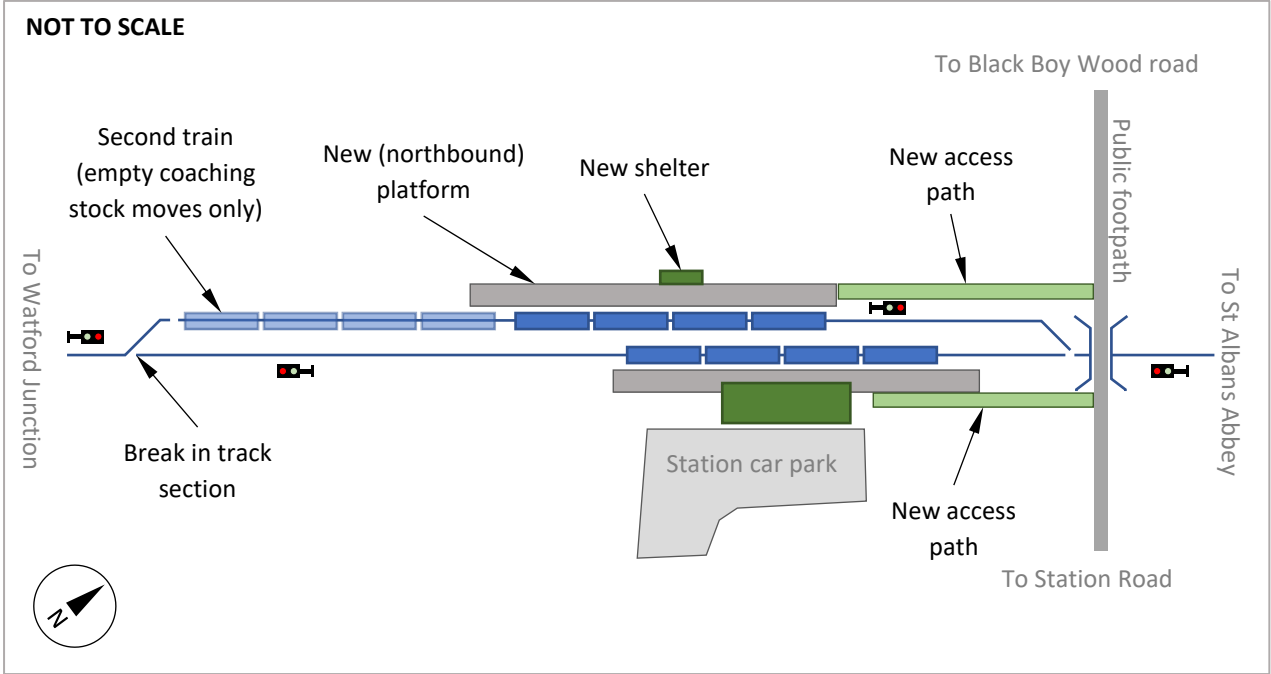 NOT TO SCALE
To Black Boy Wood road
Second train
(empty coaching
stock moves only)
New (northbound)
platform
New shelter
New access
path
Public footpath
To Watford Junction
To St Albans Abbey
Break in track
section
Station car park
New access
path
To Station Road
N